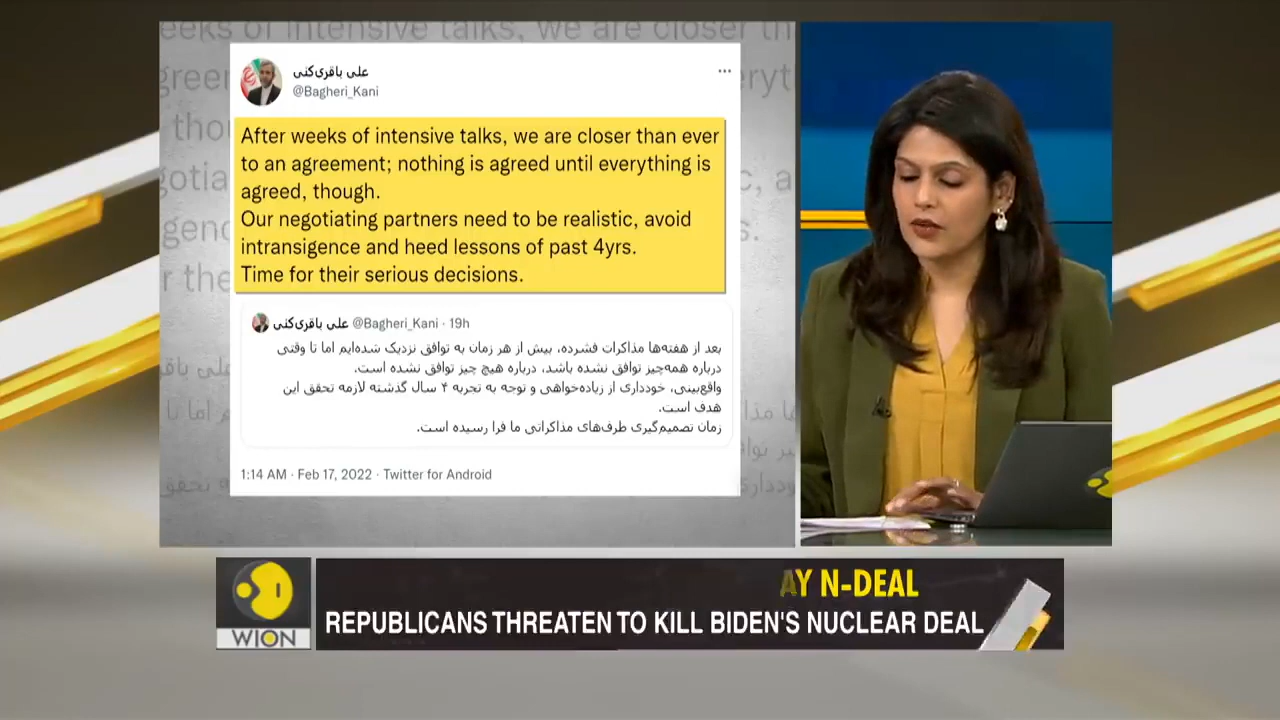 علی باقری‌کنی
@Bagheri_Kani
After weeks of intensive talks, we are closer than ever
to an agreement; nothing is agreed until everything is
agreed, though.
Our negotiating partners need to be realistic, avoid
intransigence and heed lessons of past 4yrs.
Time for their serious decisions.
علی باقری‌کنی @Bagheri_Kani · 19h
بعد از هفته‌ها مذاکرات فشرده، بیش از هر زمان به توافق نزدیک شده‌ایم اما تا وقتی
درباره همه‌چیز توافق نشده باشد، درباره هیچ چیز توافق نشده است.
واقع‌بینی، خودداری از زیاده‌خواهی و توجه به تجربه ۴ سال گذشته لازمه تحقق این
هدف است.
زمان تصمیم‌گیری طرف‌های مذاکراتی ما فرا رسیده است.
1:14 AM · Feb 17, 2022 · Twitter for Android
AY N-DEAL
REPUBLICANS THREATEN TO KILL BIDEN'S NUCLEAR DEAL
WION